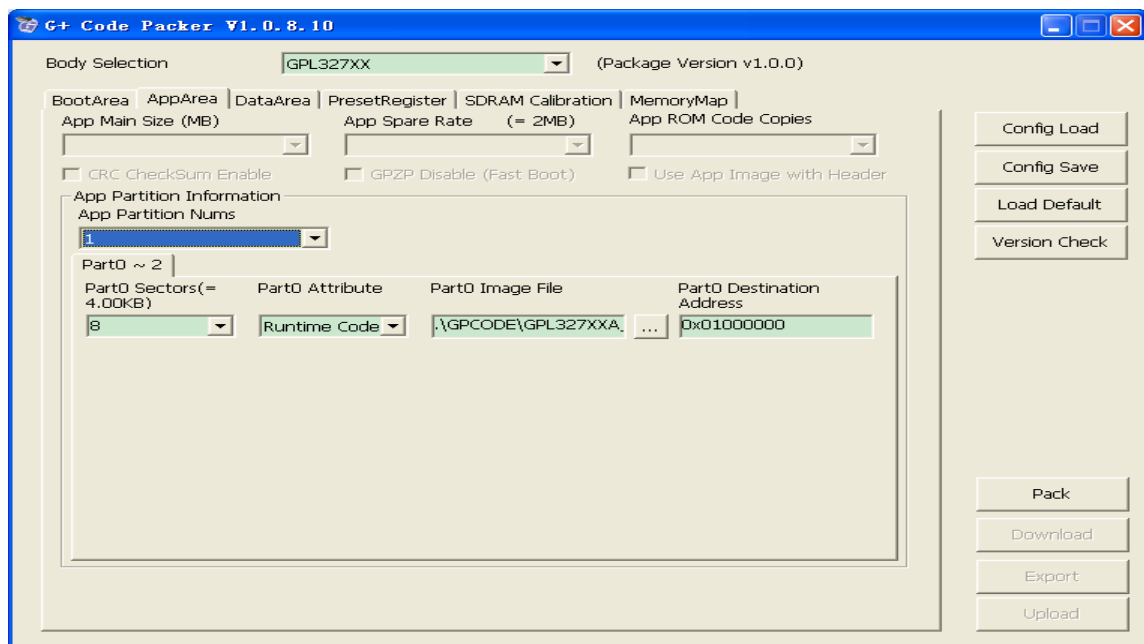 G+ Code Packer V1.0.8.10
Body Selection
GPL327XX
(Package Version v1.0.0)
BootArea
AppArea
DataArea
PresetRegister
SDRAM Calibration
MemoryMap
App Main Size (MB)
App Spare Rate (= 2MB)
App ROM Code Copies
CRC CheckSum Enable
GPZP Disable (Fast Boot)
Use App Image with Header
App Partition Information
App Partition Nums
1
Part0 ~ 2
Part0 Sectors(=
4.00KB)
8
Part0 Attribute
Runtime Code
Part0 Image File
.\GPCODE\GPL327XXA_
...
Part0 Destination
Address
0x01000000
Config Load
Config Save
Load Default
Version Check
Pack
Download
Export
Upload